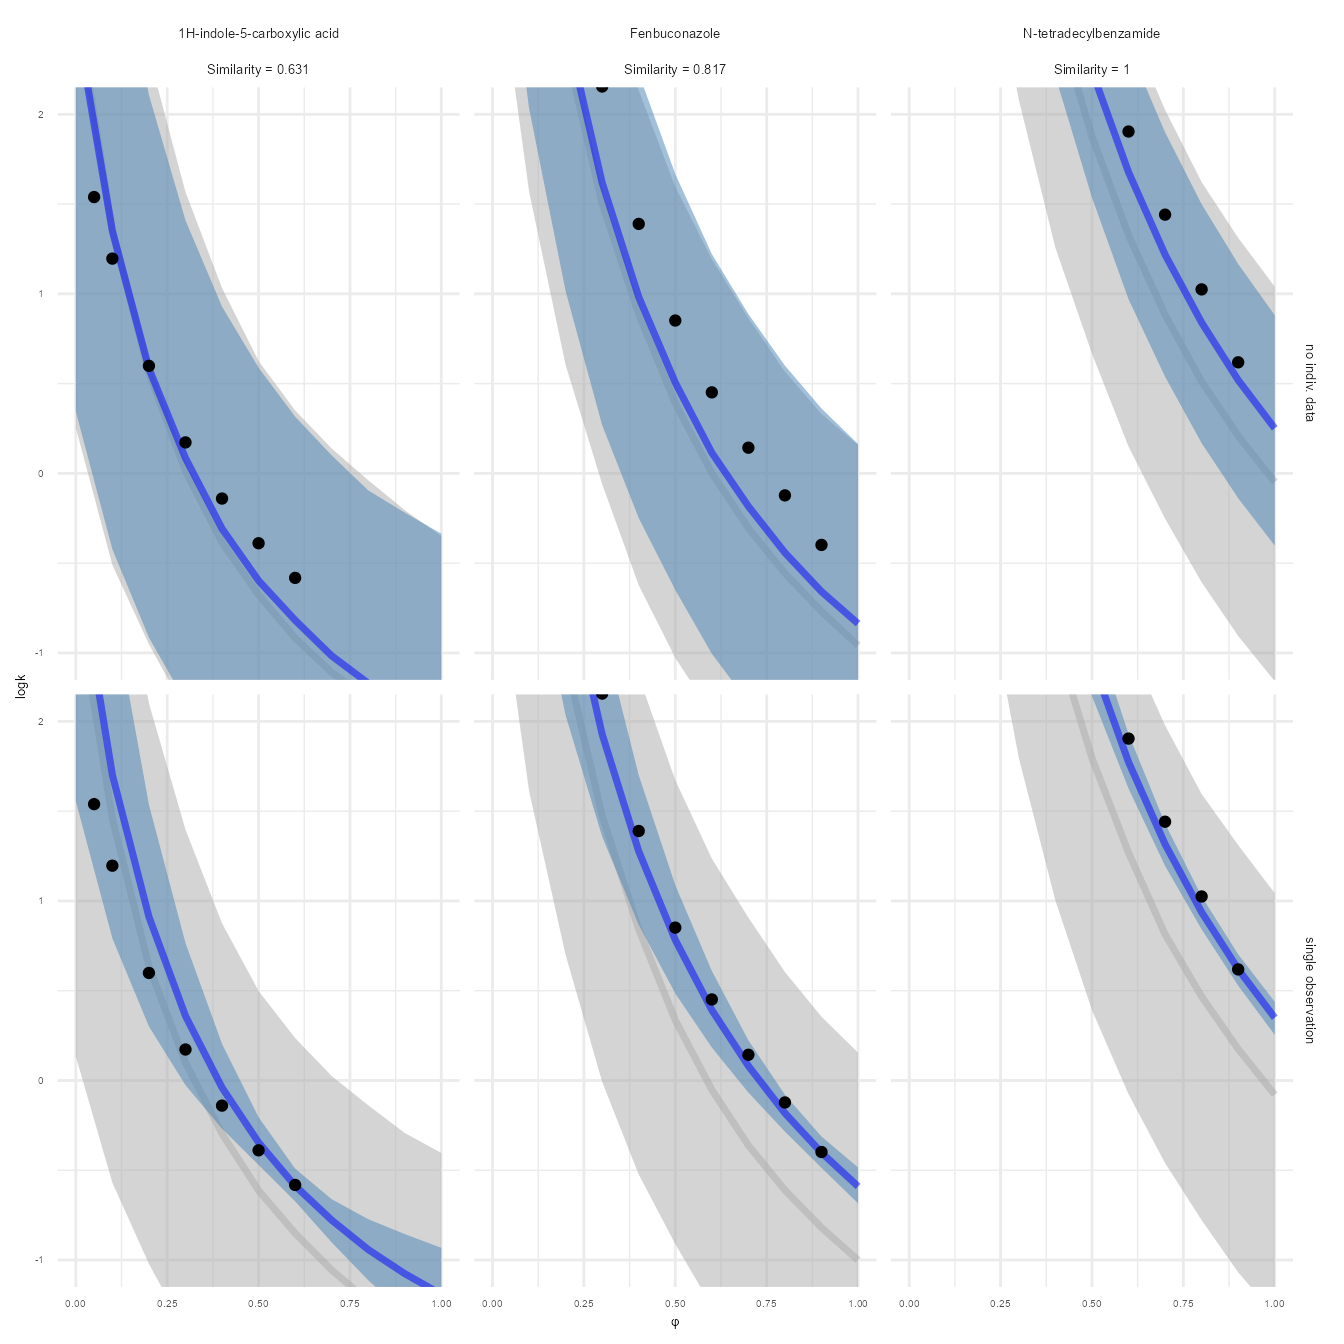 1H-indole-5-carboxylic acid
Similarity = 0.631
Fenbuconazole
Similarity = 0.817
N-tetradecylbenzamide
Similarity = 1
2
1
0
-1
no indiv. data
logk
2
1
0
-1
single observation
0.00 0.25 0.50 0.75 1.00
0.00 0.25 0.50 0.75 1.00
0.00 0.25 0.50 0.75 1.00
φ